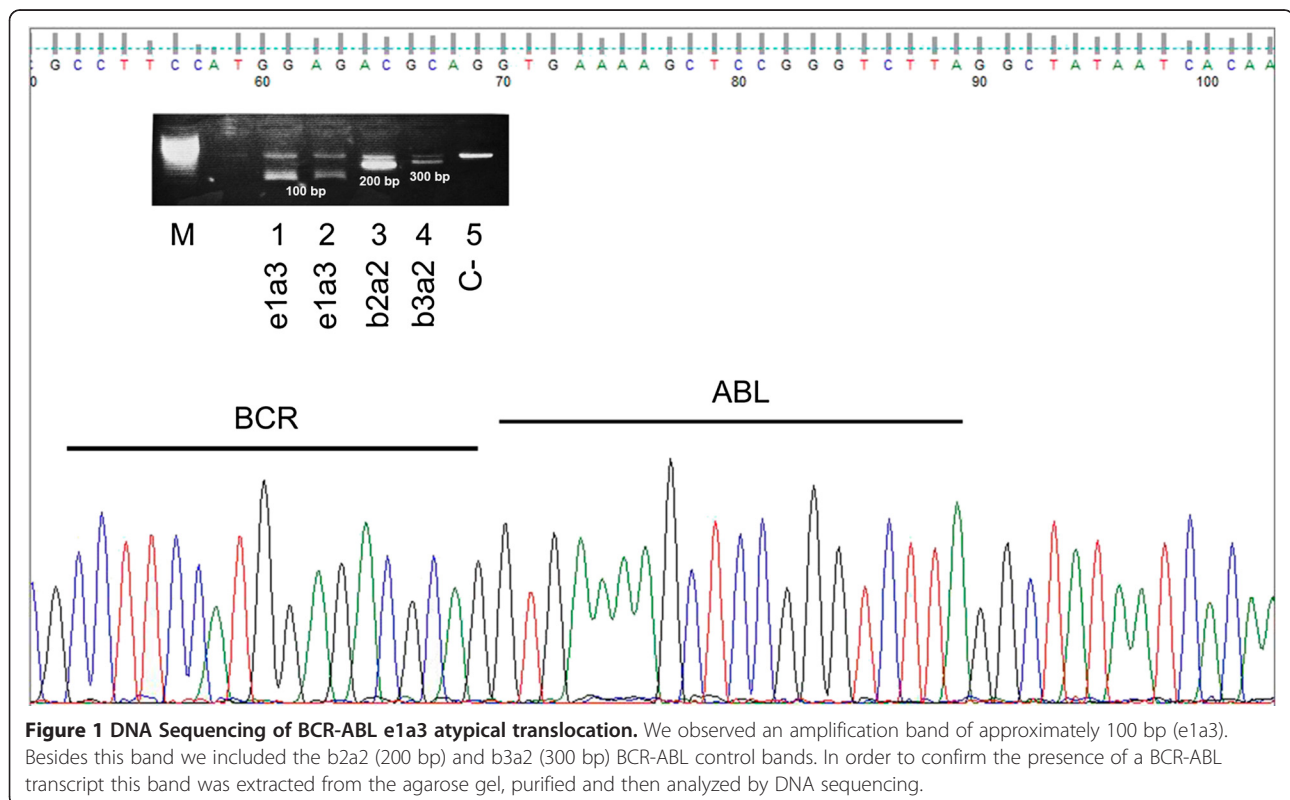 G C C T T C C A T G G A G A C G C A G G T G A A A A G C T C C G G G T C T T A G G C T A T A A T C A C A A
0 60 70 80 90 100
100 bp 200 bp 300 bp
M 1 2 3 4 5
e1a3 e1a3 b2a2 b3a2 C-
BCR ABL
Figure 1 DNA Sequencing of BCR-ABL e1a3 atypical translocation. We observed an amplification band of approximately 100 bp (e1a3).
Besides this band we included the b2a2 (200 bp) and b3a2 (300 bp) BCR-ABL control bands. In order to confirm the presence of a BCR-ABL
transcript this band was extracted from the agarose gel, purified and then analyzed by DNA sequencing.